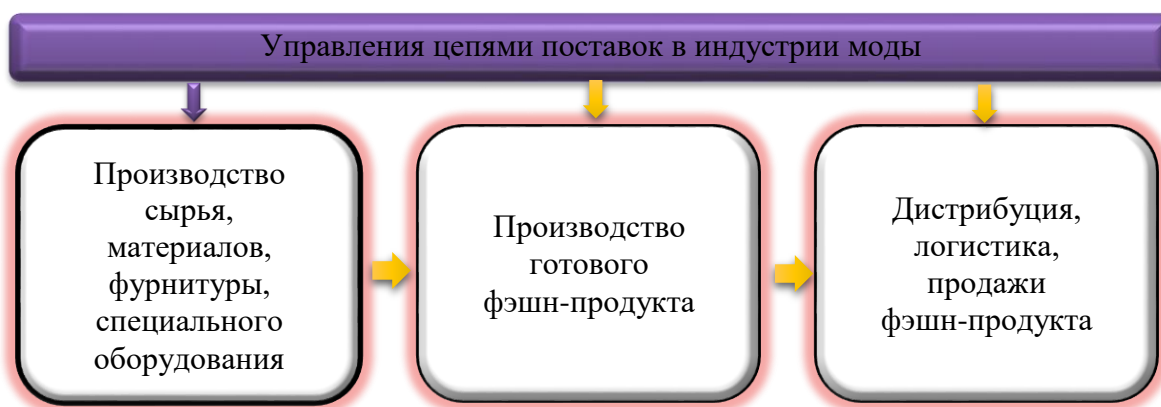 Управления цепями поставок в индустрии моды
Производство
сырья,
материалов,
фурнитуры,
специального
оборудования
Производство
готового
фэшн-продукта
Дистрибуция,
логистика,
продажи
фэшн-продукта